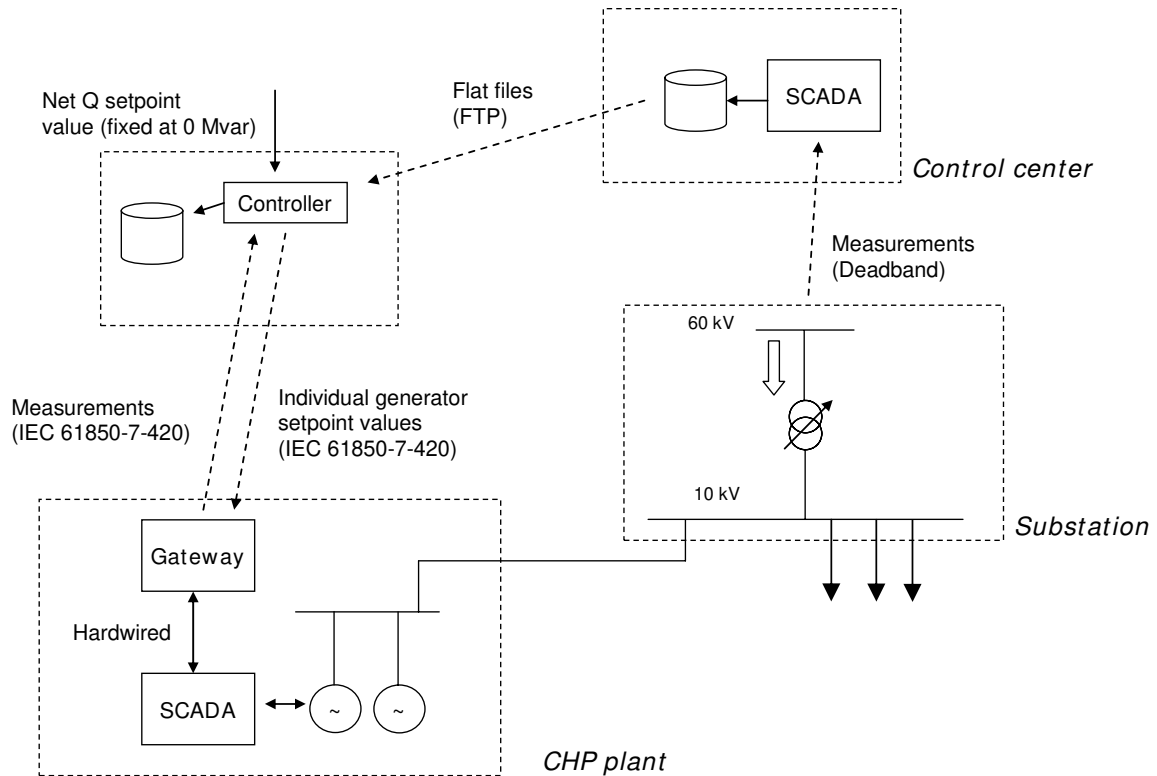 Net Q setpoint
value (fixed at 0 Mvar)
Flat files
(FTP)
SCADA
Control center
Controller
Measurements
(Deadband)
60 kV
Measurements
(IEC 61850-7-420)
Individual generator
setpoint values
(IEC 61850-7-420)
10 kV
Substation
Gateway
Hardwired
SCADA
~
~
CHP plant